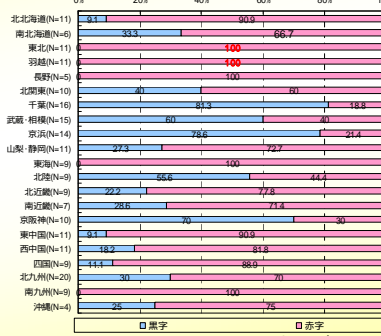 0% 20% 40% 60% 80%
北北海道(N=11) 9.1 90.9
南北海道(N=6) 33.3 66.7
東北(N=11) 0 100
羽越(N=11) 0 100
長野(N=5) 0 100
北関東(N=10) 40 60
千葉(N=16) 81.3 18.8
武蔵・相模(N=15) 60 40
京浜(N=14) 78.6 21.4
山梨・静岡(N=11) 27.3 72.7
東海(N=9) 0 100
北陸(N=9) 55.6 44.4
北近畿(N=9) 22.2 77.8
南近畿(N=7) 28.6 71.4
京阪神(N=10) 70 30
東中国(N=11) 9.1 90.9
西中国(N=11) 18.2 81.8
四国(N=9) 11.1 88.9
北九州(N=20) 30 70
南九州(N=9) 0 100
沖縄(N=4) 25 75
黒字 赤字